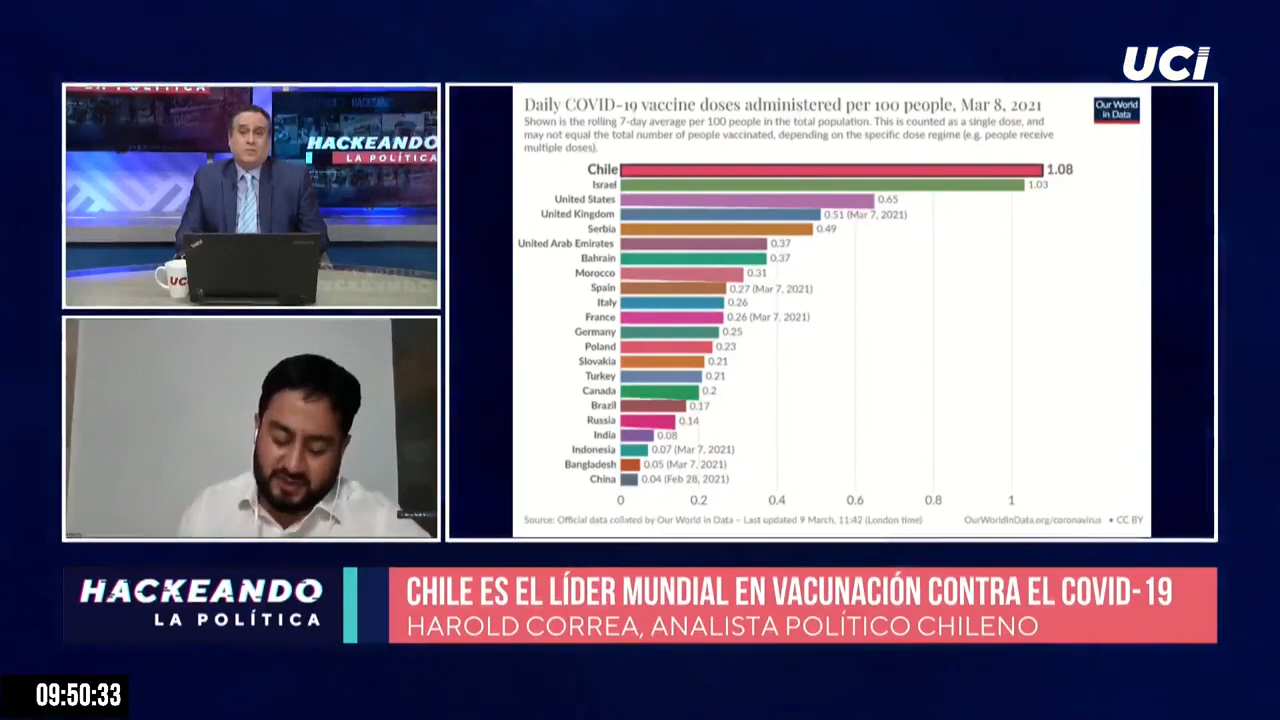 UCi
LA POLÍTICA
HACKEANDO
HACKEANDO
LA POLÍTICA
UCi
Daily COVID-19 vaccine doses administered per 100 people, Mar 8, 2021
Shown is the rolling 7-day average per 100 people in the total population. This is counted as a single dose, and
may not equal the total number of people vaccinated, depending on the specific dose regime (e.g. people receive
multiple doses).
Our World
in Data
Chile 1.08
Israel 1.03
United States 0.65
United Kingdom 0.51 (Mar 7, 2021)
Serbia 0.49
United Arab Emirates 0.37
Bahrain 0.37
Morocco 0.31
Spain 0.27 (Mar 7, 2021)
Italy 0.26
France 0.26 (Mar 7, 2021)
Germany 0.25
Poland 0.23
Slovakia 0.21
Turkey 0.21
Canada 0.2
Brazil 0.17
Russia 0.14
India 0.08
Indonesia 0.07 (Mar 7, 2021)
Bangladesh 0.05 (Mar 7, 2021)
China 0.04 (Feb 28, 2021)
0 0.2 0.4 0.6 0.8 1
Source: Official data collated by Our World in Data – Last updated 9 March, 11:42 (London time)
OurWorldInData.org/coronavirus • CC BY
HACKEANDO
LA POLÍTICA
CHILE ES EL LÍDER MUNDIAL EN VACUNACIÓN CONTRA EL COVID-19
HAROLD CORREA, ANALISTA POLÍTICO CHILENO
09:50:33